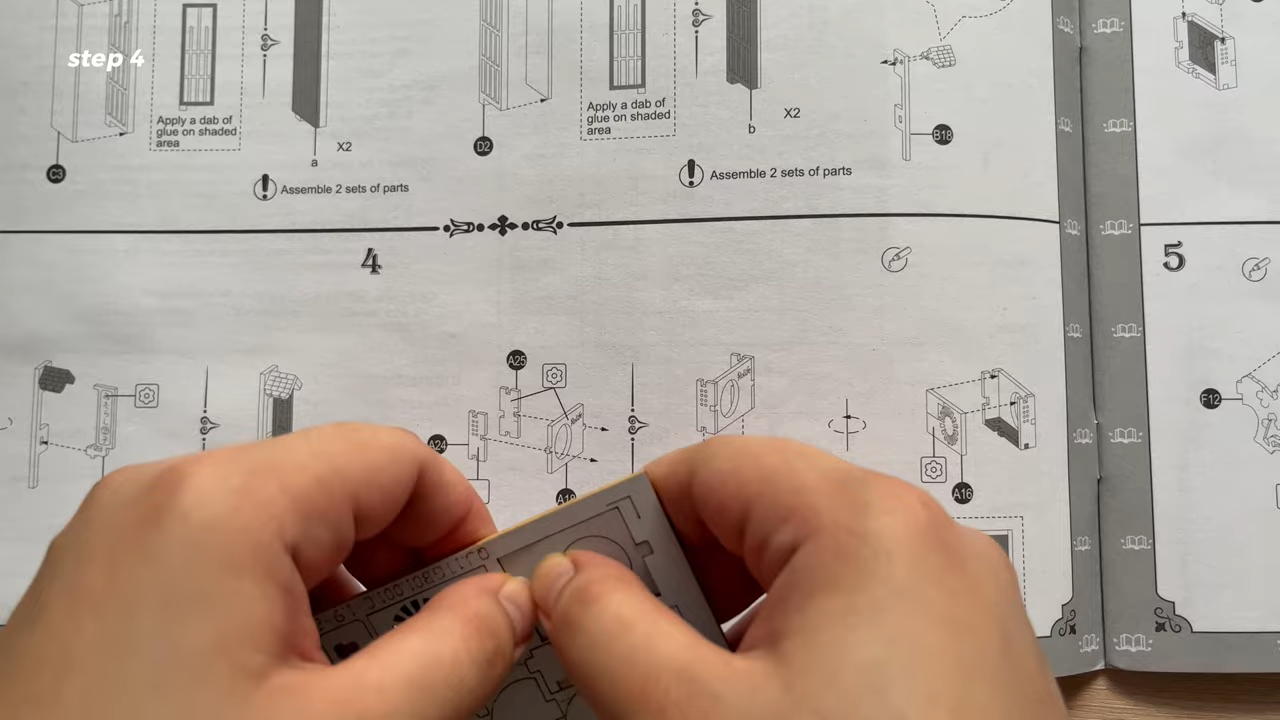 step 4
Apply a dab of
glue on shaded
area
C3
a
X2
Assemble 2 sets of parts
Apply a dab of
glue on shaded
area
D2
b
X2
Assemble 2 sets of parts
B18
4
5
A25
A24
A16
F12